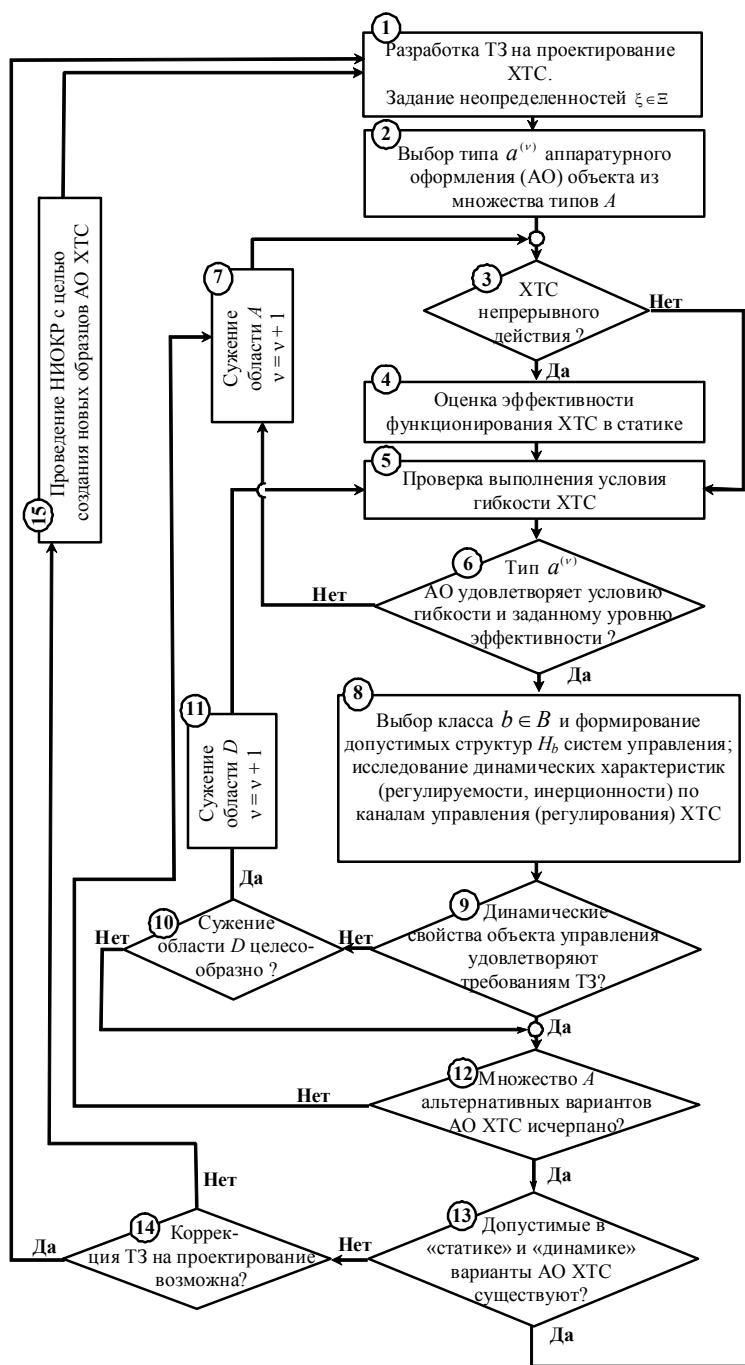 1
Разработка ТЗ на проектирование
ХТС.
Задание неопределенностей ξ∈Ξ
2
Выбор типа a^(ν) аппаратурного
оформления (АО) объекта из
множества типов A
3
ХТС
непрерывного
действия ?
Нет
Да
4
Оценка эффективности
функционирования ХТС в статике
5
Проверка выполнения условия
гибкости ХТС
6
Тип a^(ν)
АО удовлетворяет условию
гибкости и заданному уровню
эффективности ?
Нет
Да
7
Сужение
области A
ν = ν + 1
8
Выбор класса b ∈ B и формирование
допустимых структур H_b систем управления;
исследование динамических характеристик
(регулируемости, инерционности) по
каналам управления (регулирования) ХТС
9
Динамические
свойства объекта управления
удовлетворяют
требованиям ТЗ?
Нет
Да
10
Сужение
области D целесо-
образно ?
Нет
Да
11
Сужение
области D
ν = ν + 1
12
Множество A
альтернативных вариантов
АО ХТС исчерпано?
Нет
Да
13
Допустимые в
«статике» и «динамике»
варианты АО ХТС
существуют?
Нет
Да
14
Коррек-
ция ТЗ на проектирование
возможна?
Да
Нет
15
Проведение НИОКР с целью
создания новых образцов АО ХТС